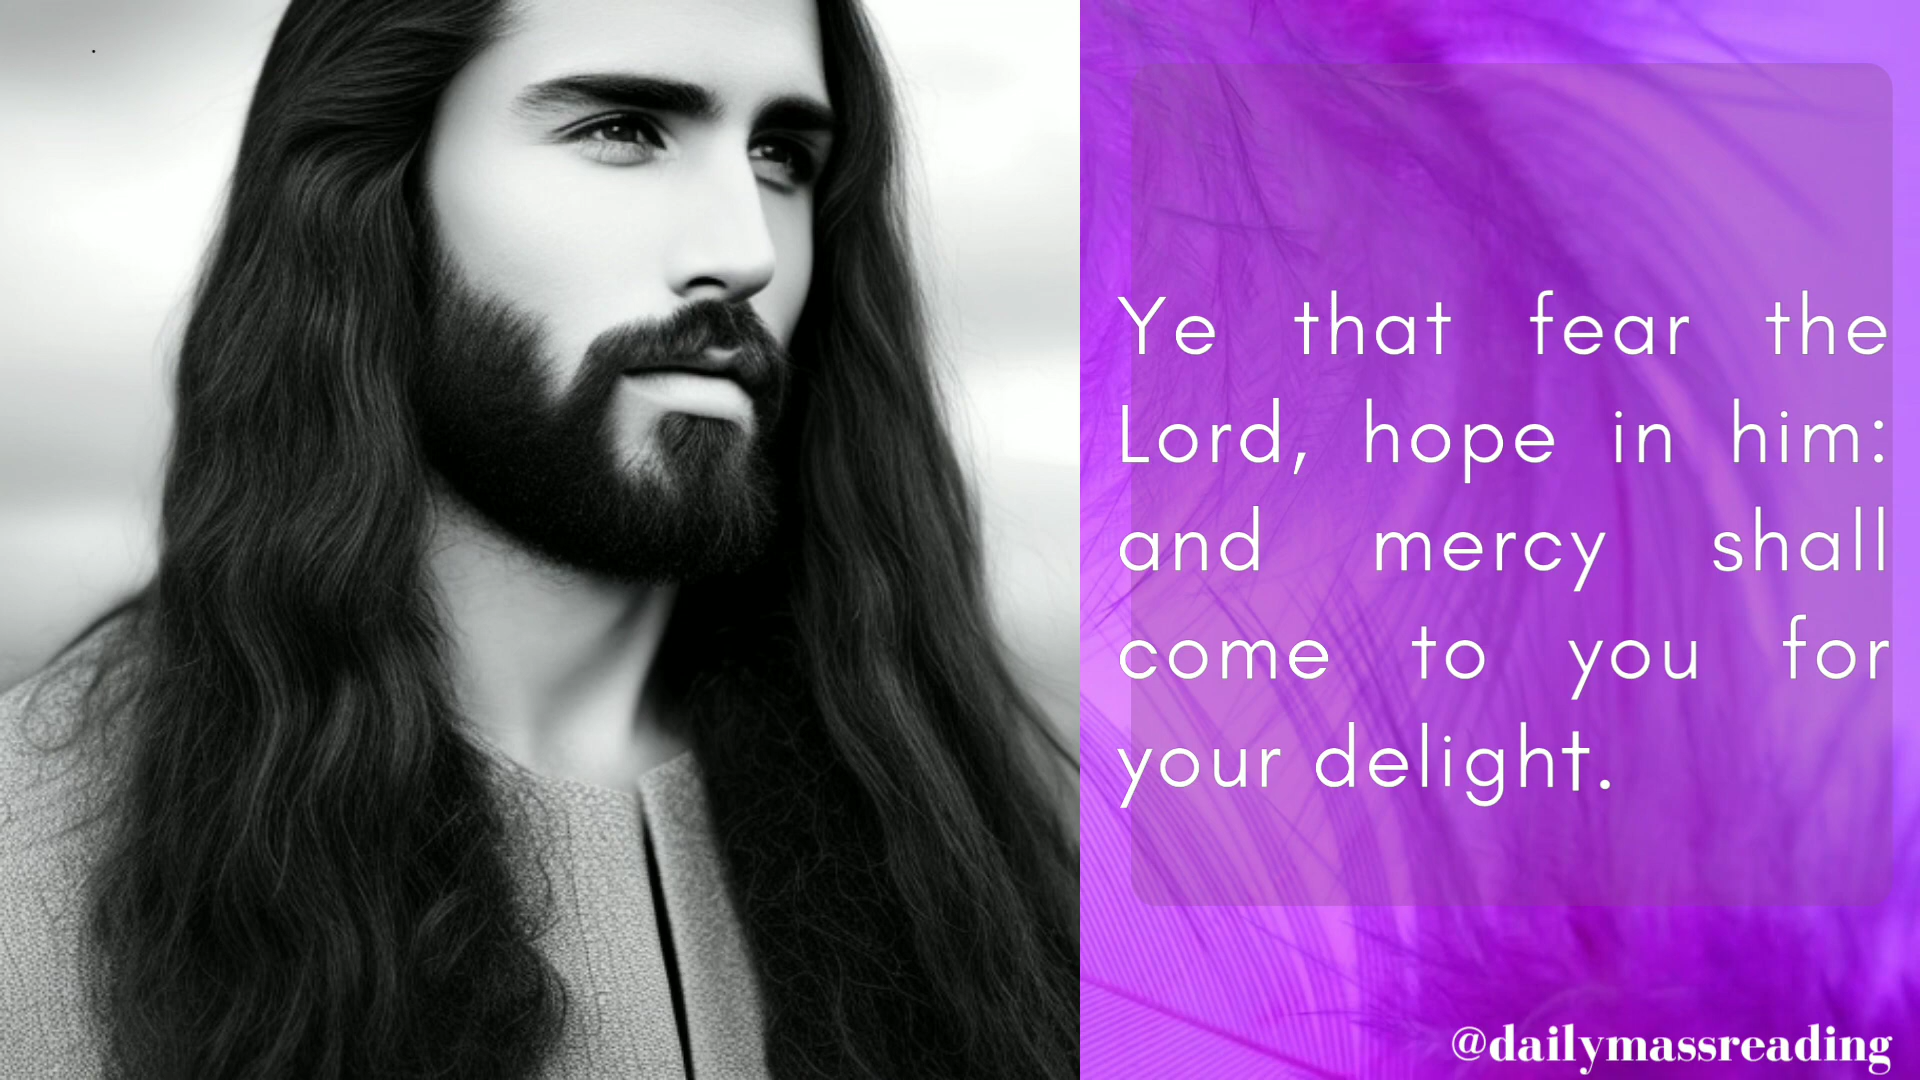 Ye that fear the
Lord, hope in him:
and mercy shall
come to you for
your delight.
@dailymassreading